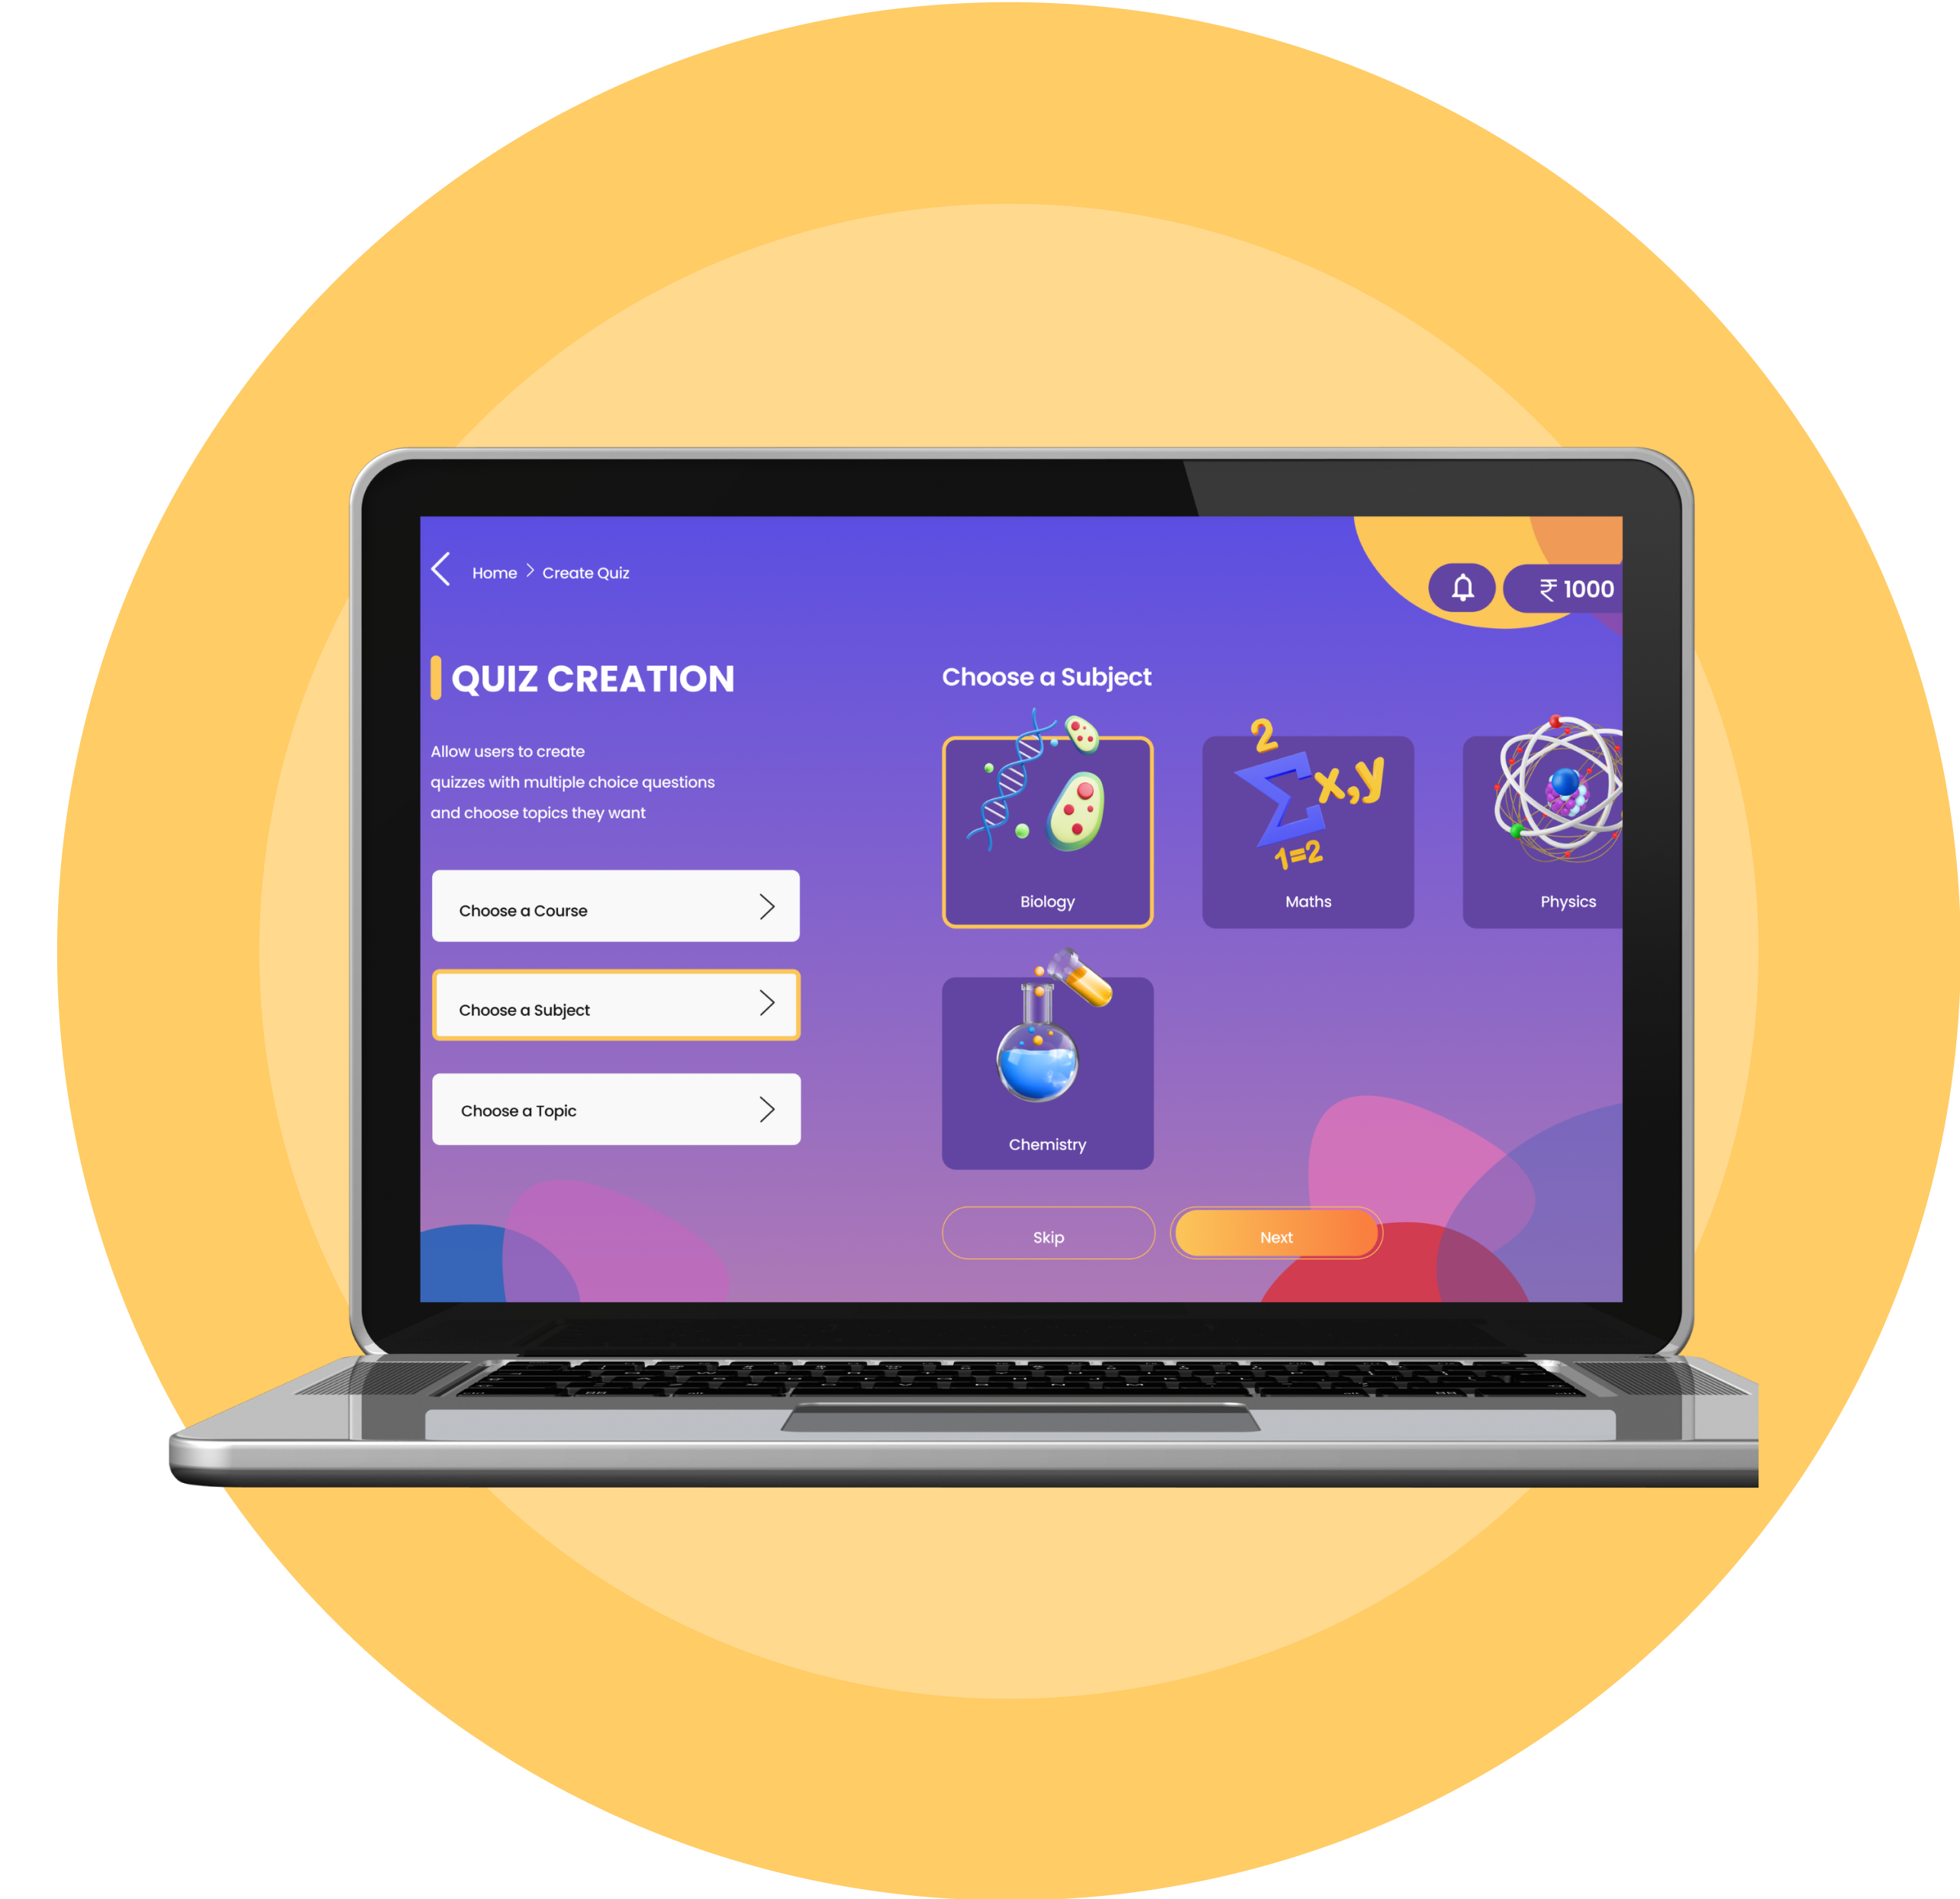 Home > Create Quiz
₹ 1000
QUIZ CREATION
Allow users to create
quizzes with multiple choice questions
and choose topics they want
Choose a Course
Choose a Subject
Choose a Topic
Choose a Subject
2
x,y
1=2
Biology
Maths
Physics
Chemistry
Skip
Next